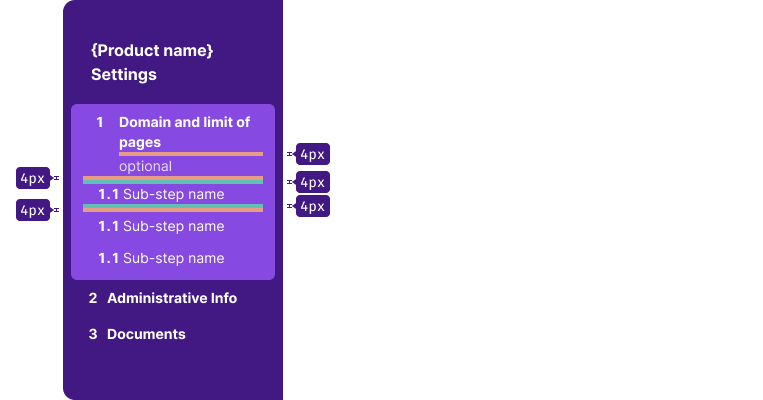 {Product name}
Settings
1 Domain and limit of
pages
4px
optional
4px
4px
1.1 Sub-step name
4px
4px
1.1 Sub-step name
1.1 Sub-step name
2 Administrative Info
3 Documents